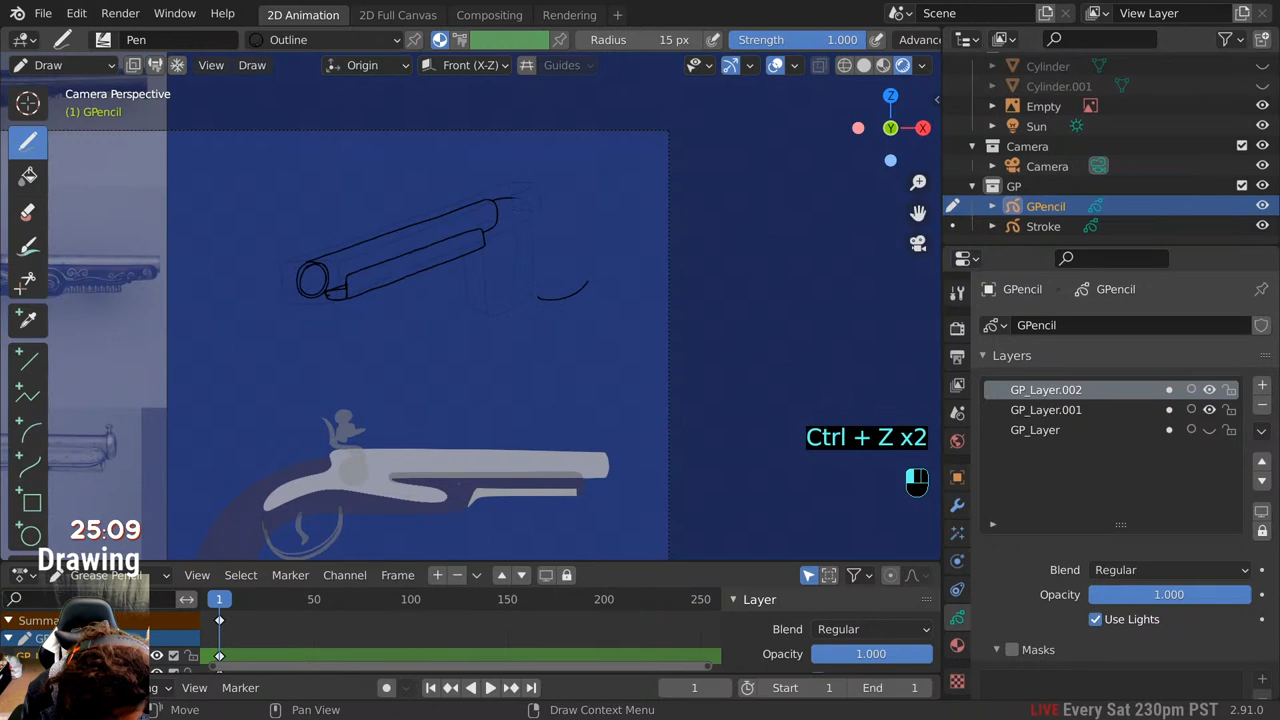 File Edit Render Window Help 2D Animation 2D Full Canvas Compositing Rendering + Scene View Layer
Pen Outline Radius 15 px Strength 1.000 Advanc
Draw View Draw Origin Front (X-Z) Guides
Camera Perspective
(1) GPencil
Z
Y
X
Ctrl + Z x2
25:09
Drawing
Cylinder
Cylinder.001
Empty
Sun
Camera
Camera
GP
GPencil
Stroke
GPencil GPencil
GPencil
Layers
GP_Layer.002
GP_Layer.001
GP_Layer
Blend Regular
Opacity 1.000
Use Lights
Masks
Grease Pencil View Select Marker Channel Frame
1 50 100 150 200 250
Summa
Layer
Blend Regular
Opacity 1.000
View Marker 1 Start 1 End 1
Move Pan View Draw Context Menu
LIVE Every Sat 230pm PST 2.91.0